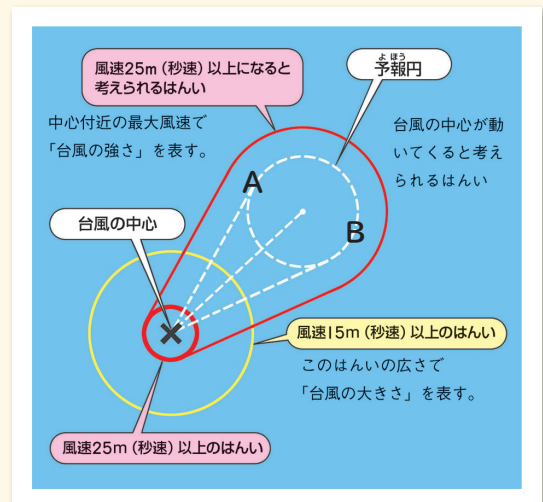 風速25m（秒速）以上になると
考えられるはんい
よほう
予報円
中心付近の最大風速で
「台風の強さ」を表す。
台風の中心が動
いてくると考え
られるはんい
A
B
台風の中心
風速15m（秒速）以上のはんい
このはんいの広さで
「台風の大きさ」を表す。
風速25m（秒速）以上のはんい